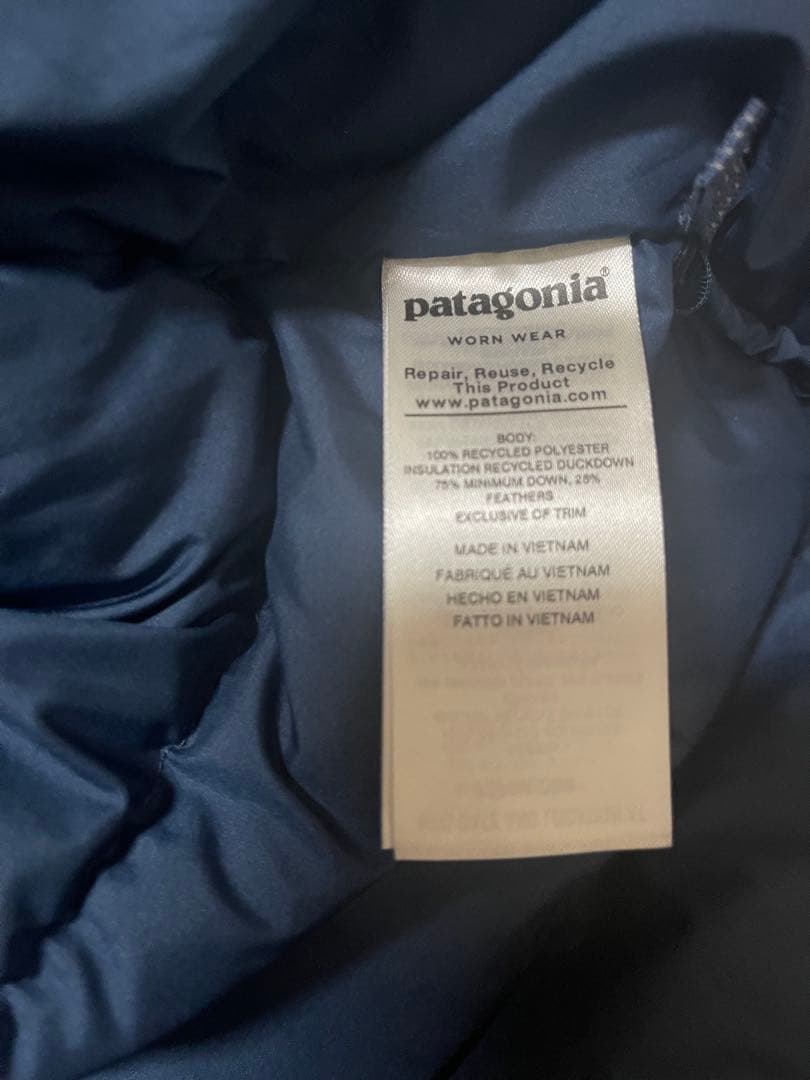 patagonia®
WORN WEAR
Repair, Reuse, Recycle
This Product
www.patagonia.com
BODY:
100% RECYCLED POLYESTER
INSULATION RECYCLED DUCKDOWN
75% MINIMUM DOWN, 25%
FEATHERS
EXCLUSIVE OF TRIM
MADE IN VIETNAM
FABRIQUÉ AU VIETNAM
HECHO EN VIETNAM
FATTO IN VIETNAM